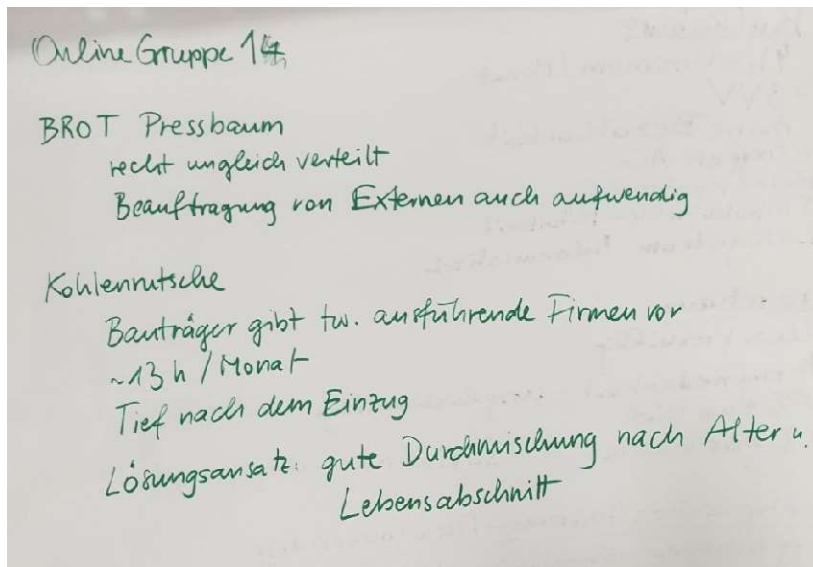 Online Gruppe 14
BROT Pressbaum
recht ungleich verteilt
Beauftragung von Externen auch aufwendig
Kohlenrutsche
Bauträger gibt tw. ausführende Firmen vor
~13 h / Monat
Tief nach dem Einzug
Lösungsansatz: gute Durchmischung nach Alter u.
Lebensabschnitt